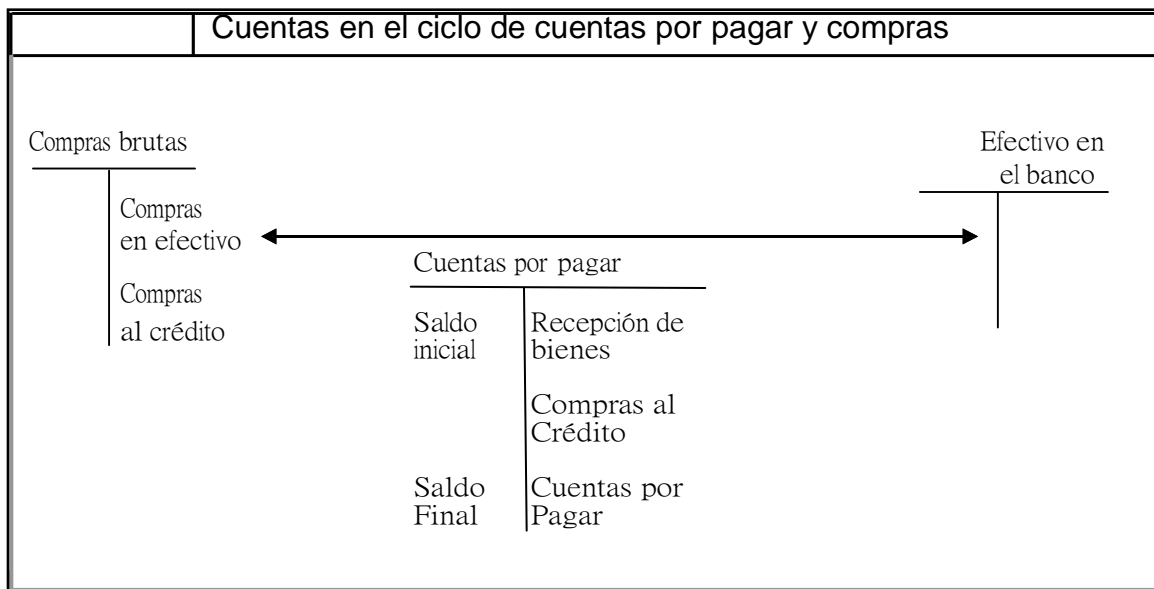 Cuentas en el ciclo de cuentas por pagar y compras
Compras brutas
Compras
en efectivo
Compras
al crédito
Efectivo en
el banco
Cuentas por pagar
Saldo
inicial
Recepción de
bienes
Compras al
Crédito
Saldo
Final
Cuentas por
Pagar